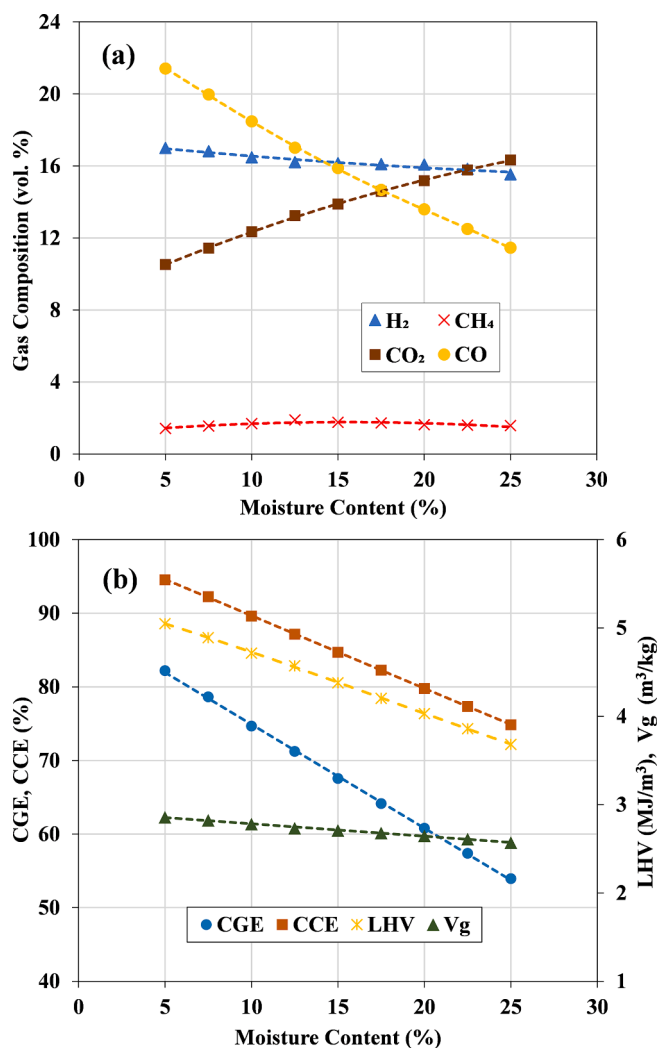 (a)
Gas Composition (vol. %)
24
20
16
12
8
4
0
H₂ CH₄
CO₂ CO
0 5 10 15 20 25 30
Moisture Content (%)
(b)
CGE, CCE (%)
100
90
80
70
60
50
40
LHV (MJ/m³), Vg (m³/kg)
6
5
4
3
2
1
CGE CCE LHV Vg
0 5 10 15 20 25 30
Moisture Content (%)